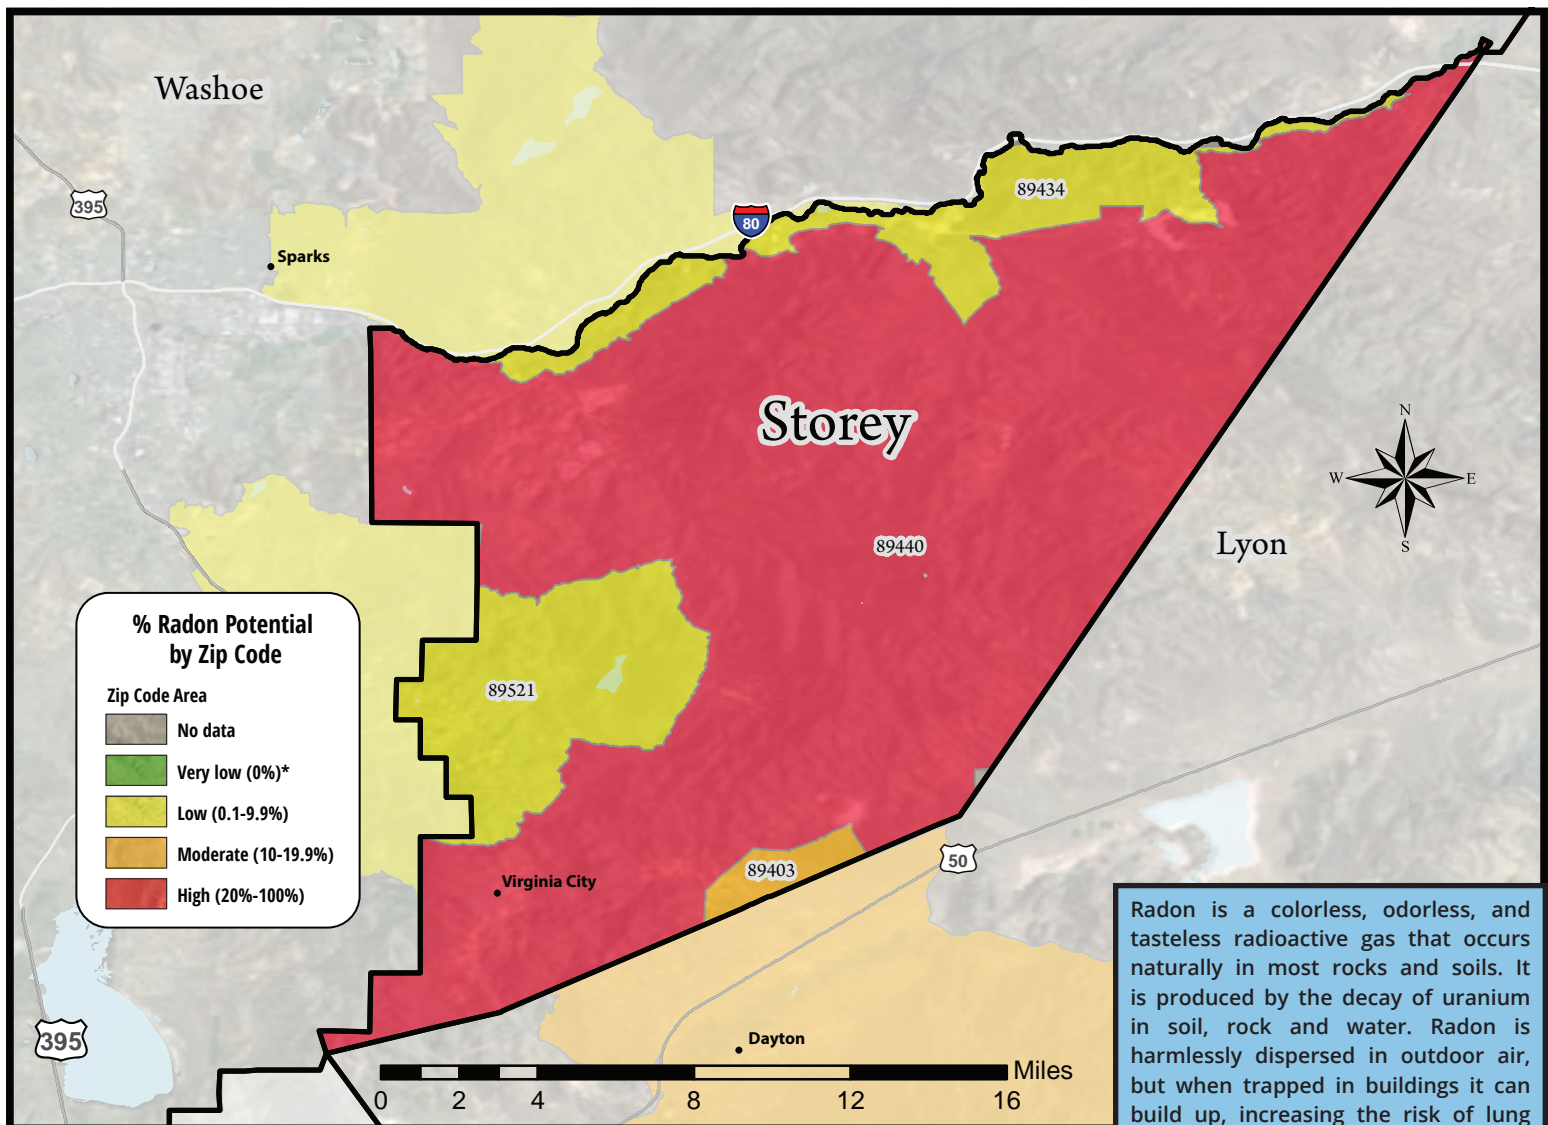 Washoe
395
80
89434
Sparks
Storey
N
W
E
S
89440
Lyon
% Radon Potential
by Zip Code
Zip Code Area
No data
Very low (0%)*
Low (0.1-9.9%)
Moderate (10-19.9%)
High (20%-100%)
89521
50
89403
Virginia City
Radon is a colorless, odorless, and
tasteless radioactive gas that occurs
naturally in most rocks and soils. It
is produced by the decay of uranium
in soil, rock and water. Radon is
harmlessly dispersed in outdoor air,
but when trapped in buildings it can
build up, increasing the risk of lung
395
Dayton
Miles
0 2 4 8 12 16